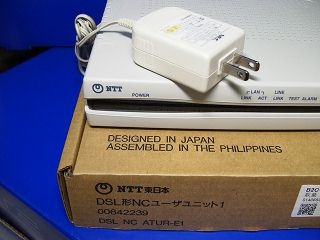 NEC
NTT
POWER
LAN LINE
LINK ACT LINK TEST ALARM
DESIGNED IN JAPAN
ASSEMBLED IN THE PHILIPPINES
NTT東日本
DSL形NCユーザユニット1
00642239
DSL NC ATUR-E1